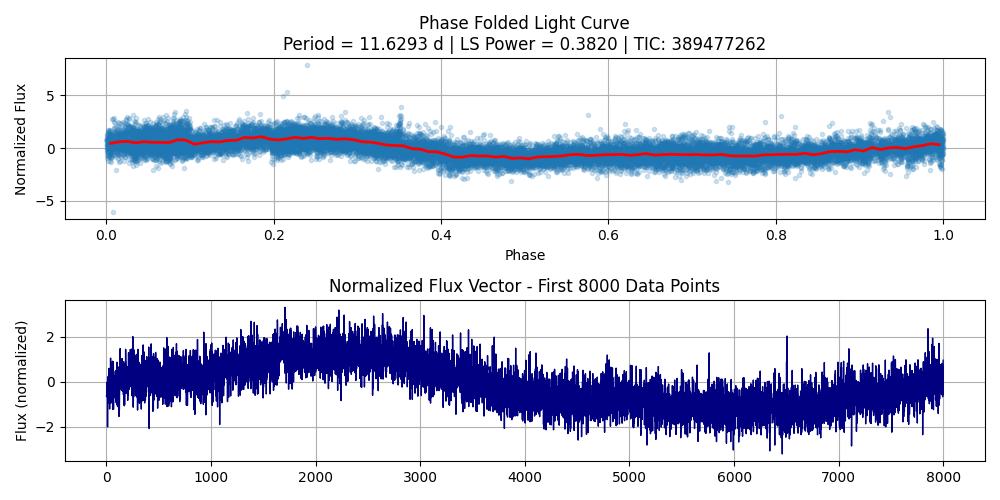 Phase Folded Light Curve
Period = 11.6293 d | LS Power = 0.3820 | TIC: 389477262
Normalized Flux
5
0
−5
0.0 0.2 0.4 0.6 0.8 1.0
Phase
Normalized Flux Vector - First 8000 Data Points
Flux (normalized)
2
0
−2
0 1000 2000 3000 4000 5000 6000 7000 8000